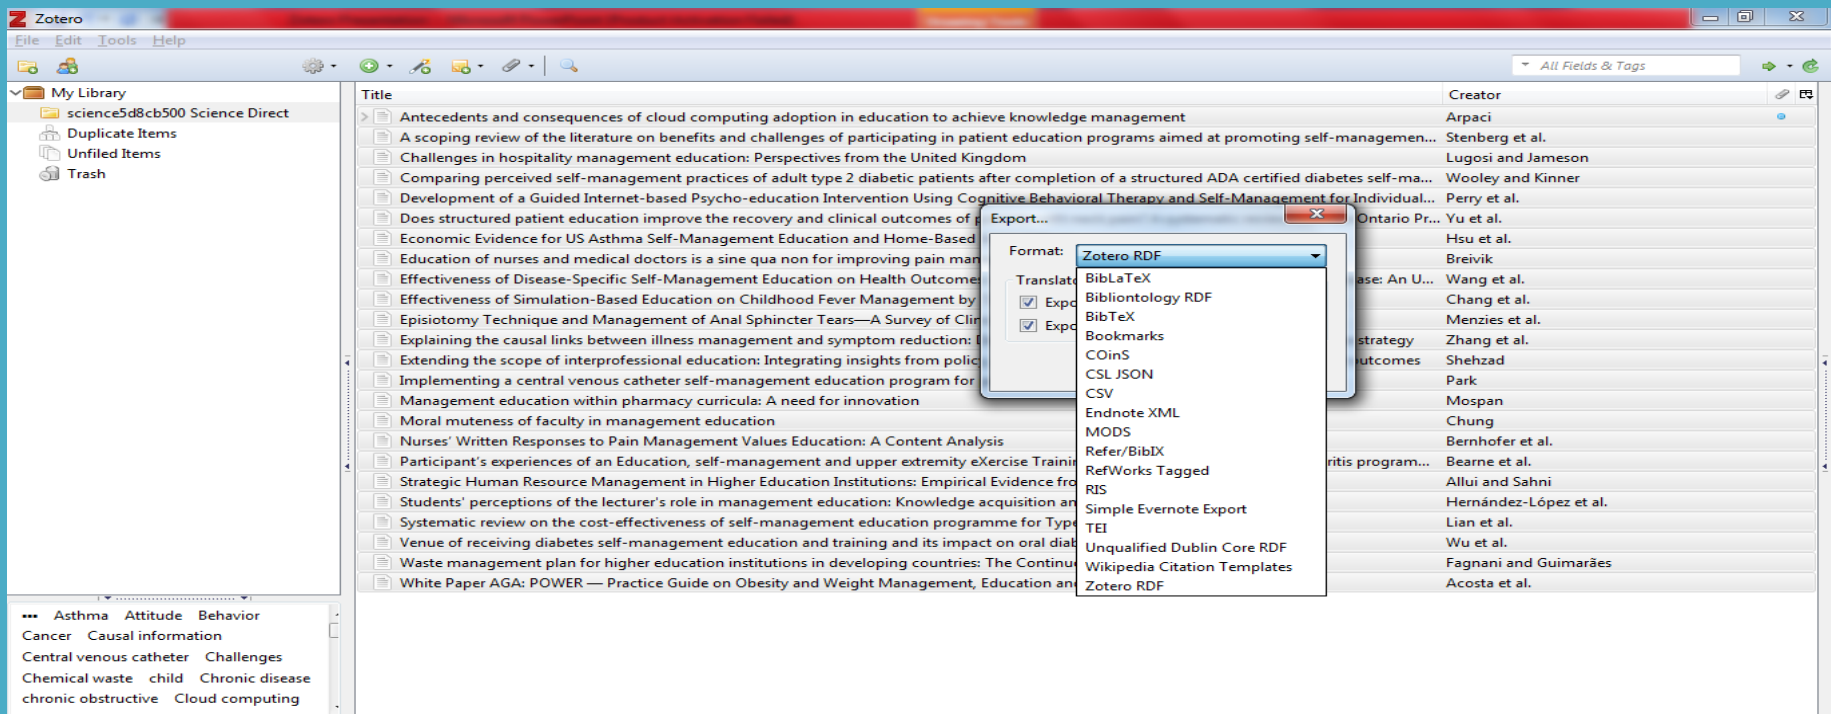 Zotero
File Edit Tools Help
All Fields & Tags
My Library
science5d8cb500 Science Direct
Duplicate Items
Unfiled Items
Trash
Title Creator
Antecedents and consequences of cloud computing adoption in education to achieve knowledge management Arpaci
A scoping review of the literature on benefits and challenges of participating in patient education programs aimed at promoting self-managemen... Stenberg et al.
Challenges in hospitality management education: Perspectives from the United Kingdom Lugosi and Jameson
Comparing perceived self-management practices of adult type 2 diabetic patients after completion of a structured ADA certified diabetes self-ma... Wooley and Kinner
Development of a Guided Internet-based Psycho-education Intervention Using Cognitive Behavioral Therapy and Self-Management for Individual... Perry et al.
Does structured patient education improve the recovery and clinical outcomes of Ontario Pr... Yu et al.
Economic Evidence for US Asthma Self-Management Education and Home-Based Hsu et al.
Education of nurses and medical doctors is a sine qua non for improving pain man Breivik
Effectiveness of Disease-Specific Self-Management Education on Health Outcome ase: An U... Wang et al.
Effectiveness of Simulation-Based Education on Childhood Fever Management by Chang et al.
Episiotomy Technique and Management of Anal Sphincter Tears—A Survey of Clin Menzies et al.
Explaining the causal links between illness management and symptom reduction: strategy Zhang et al.
Extending the scope of interprofessional education: Integrating insights from polic utcomes Shehzad
Implementing a central venous catheter self-management education program for Park
Management education within pharmacy curricula: A need for innovation Mospan
Moral muteness of faculty in management education Chung
Nurses' Written Responses to Pain Management Values Education: A Content Analysis Bernhofer et al.
Participant's experiences of an Education, self-management and upper extremity eXercise Trainin ritis program... Bearne et al.
Strategic Human Resource Management in Higher Education Institutions: Empirical Evidence fro Allui and Sahni
Students' perceptions of the lecturer's role in management education: Knowledge acquisition an Hernández-López et al.
Systematic review on the cost-effectiveness of self-management education programme for Type Lian et al.
Venue of receiving diabetes self-management education and training and its impact on oral diab Wu et al.
Waste management plan for higher education institutions in developing countries: The Continu Fagnani and Guimarães
White Paper AGA: POWER — Practice Guide on Obesity and Weight Management, Education an Acosta et al.
Export...
Format: Zotero RDF
Translato
Expo
Expo
BibLaTeX
Bibliontology RDF
BibTeX
Bookmarks
COinS
CSL JSON
CSV
Endnote XML
MODS
Refer/BibIX
RefWorks Tagged
RIS
Simple Evernote Export
TEI
Unqualified Dublin Core RDF
Wikipedia Citation Templates
Zotero RDF
... Asthma Attitude Behavior
Cancer Causal information
Central venous catheter Challenges
Chemical waste child Chronic disease
chronic obstructive Cloud computing